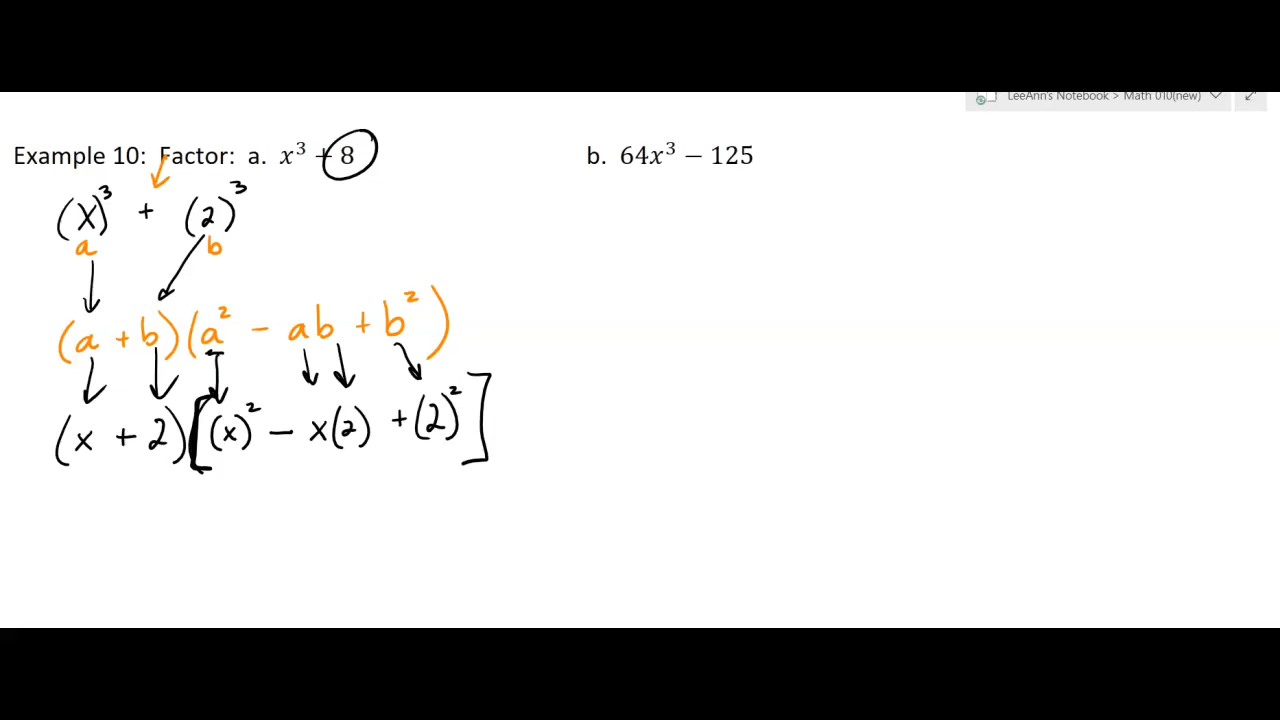 LeeAnn's Notebook > Math 010(new)
Example 10: Factor: a. x³ + 8
b. 64x³ − 125
(x)³ + (2)³
a b
(a + b)(a² − ab + b²)
(x + 2)[(x)² − x(2) + (2)²]